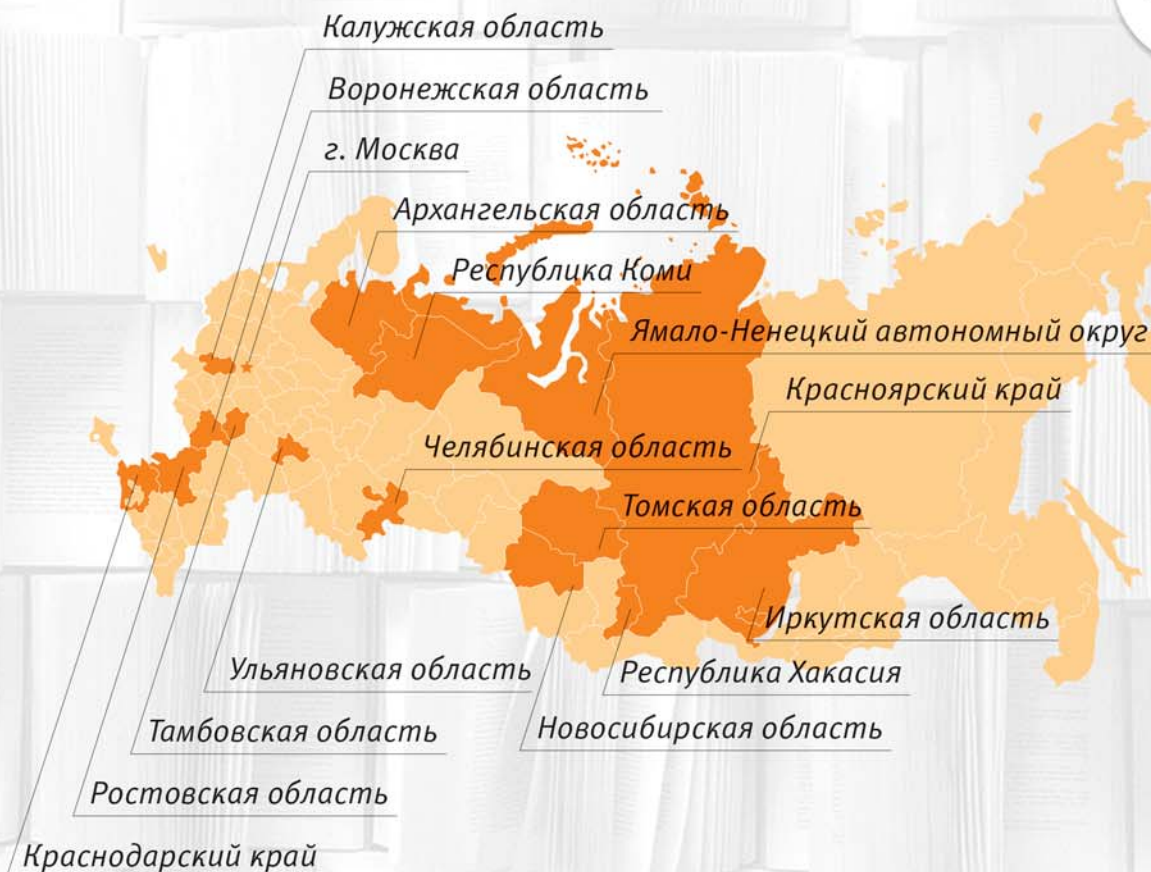 Калужская область
Воронежская область
г. Москва
Архангельская область
Республика Коми
Ямало-Ненецкий автономный округ
Красноярский край
Челябинская область
Томская область
Иркутская область
Ульяновская область
Республика Хакасия
Тамбовская область
Новосибирская область
Ростовская область
Краснодарский край